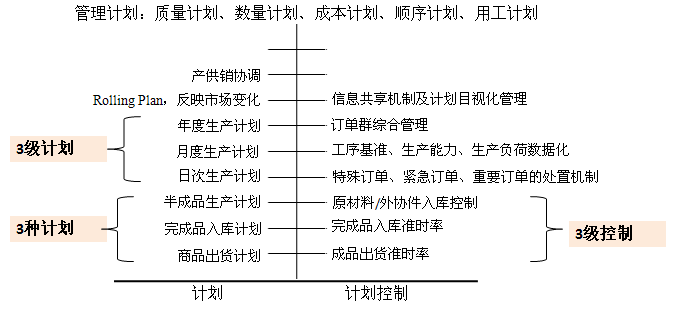 管理计划：质量计划、数量计划、成本计划、顺序计划、用工计划
产供销协调
Rolling Plan，反映市场变化
信息共享机制及计划目视化管理
年度生产计划
订单群综合管理
3级计划
月度生产计划
工序基准、生产能力、生产负荷数据化
日次生产计划
特殊订单、紧急订单、重要订单的处置机制
半成品生产计划
原材料/外协件入库控制
3种计划
完成品入库计划
完成品入库准时率
3级控制
商品出货计划
成品出货准时率
计划
计划控制